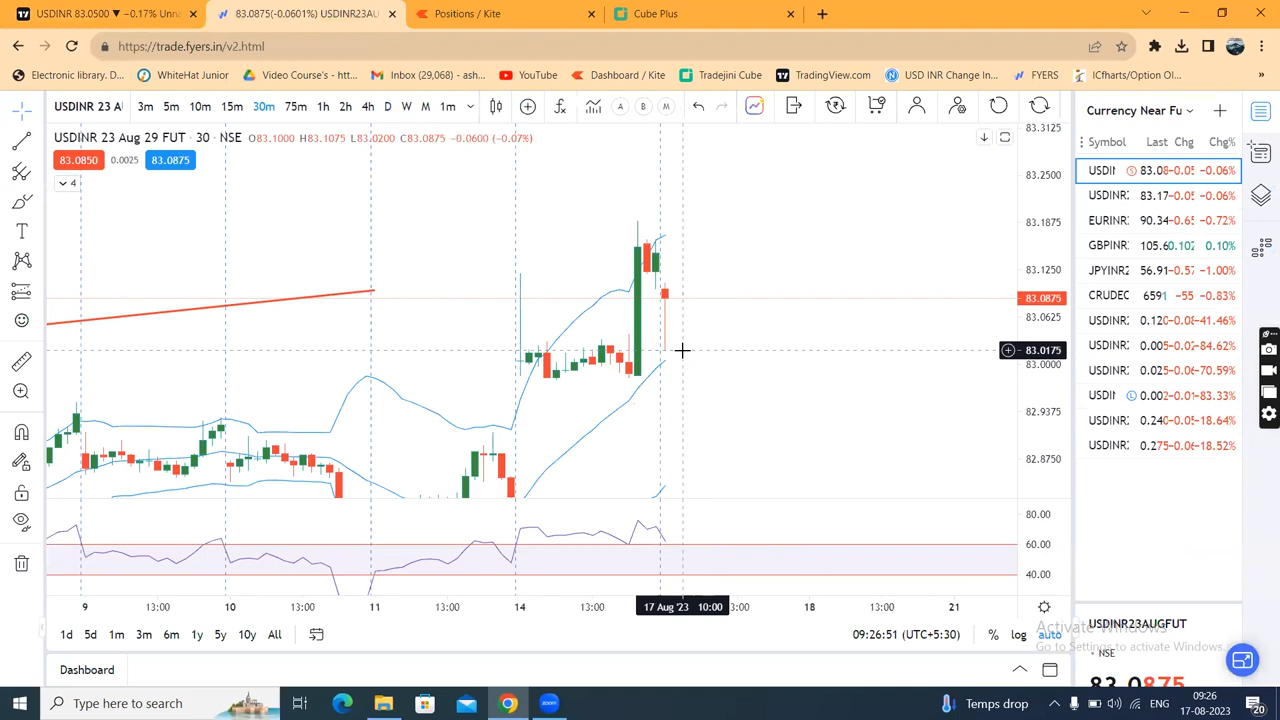 USDINR 83.0500 ▼ −0.17% Unna
83.0875(-0.0601%) USDINR23AU
Positions / Kite
Cube Plus
https://trade.fyers.in/v2.html
Electronic library. D...
WhiteHat Junior
Video Course's - htt...
Inbox (29,068) - ash...
YouTube
Dashboard / Kite
Tradejini Cube
TradingView.com
USD INR Change In...
FYERS
ICfharts/Option OI...
USDINR 23 Al
3m 5m 10m 15m 30m 75m 1h 2h 4h D W M 1m
A B M
Currency Near Fu
USDINR 23 Aug 29 FUT · 30 · NSE O83.1000 H83.1075 L83.0200 C83.0875 −0.0600 (−0.07%)
83.0850 0.0025 83.0875
4
Symbol Last Chg Chg%
83.08 -0.05 −0.06%
USDINR 83.17 -0.05 −0.06%
EURINR 90.34 -0.65 −0.72%
GBPINR 105.6 0.102 0.10%
JPYINR2 56.91 -0.57 −1.00%
CRUDEC 6591 -55 −0.83%
USDINR 0.120 -0.08 -41.46%
USDINR 0.005 -0.02 -84.62%
USDINR 0.025 -0.06 -70.59%
0.002 -0.01 -83.33%
USDINR 0.240 -0.05 -18.64%
USDINR 0.275 -0.06 -18.52%
83.3125
83.2500
83.1875
83.1250
83.0875
83.0625
83.0175
83.0000
82.9375
82.8750
80.00
60.00
40.00
9 13:00 10 13:00 11 13:00 14 13:00 17 Aug '23 10:00 3:00 18 13:00 21
1d 5d 1m 3m 6m 1y 5y 10y All
09:26:51 (UTC+5:30) % log auto
USDINR23AUGFUT
NSE
83.0875
Activate Windows
Go to Settings to activate Windows.
Dashboard
Type here to search
zoom
Temps drop
ENG
09:26
17-08-2023
20